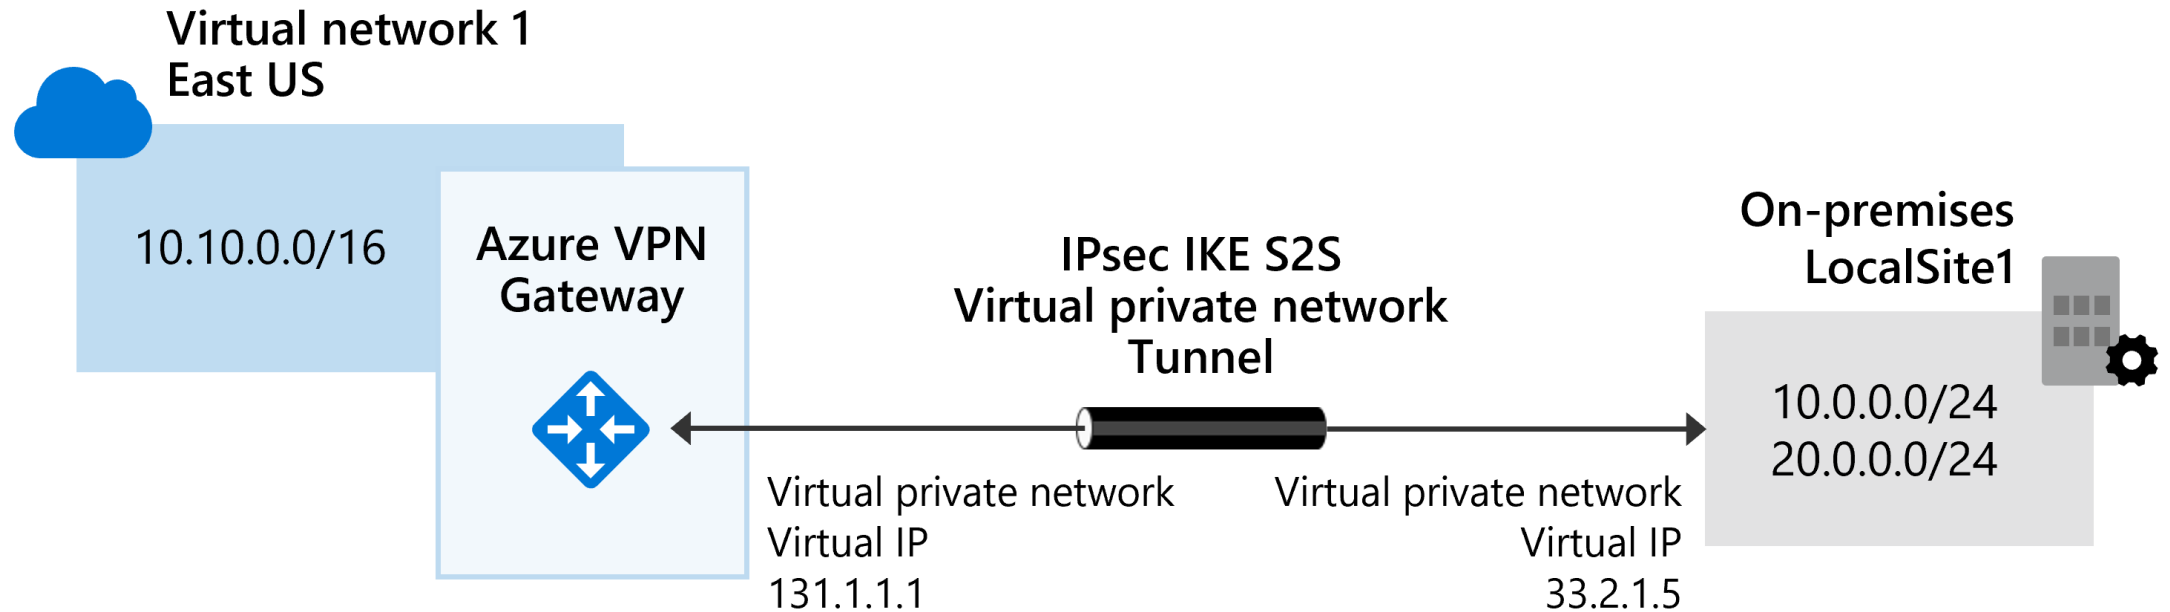 Virtual network 1
East US
10.10.0.0/16
Azure VPN
Gateway
IPsec IKE S2S
Virtual private network
Tunnel
Virtual private network
Virtual IP
131.1.1.1
Virtual private network
Virtual IP
33.2.1.5
On-premises
LocalSite1
10.0.0.0/24
20.0.0.0/24